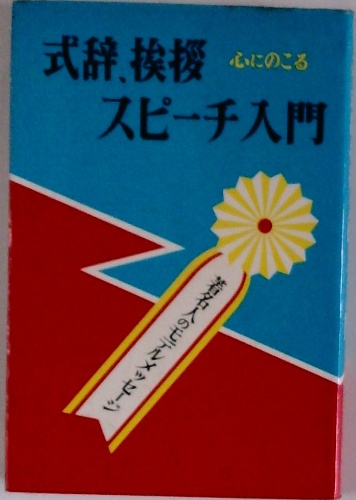 式辞、挨拶
心にのこる
スピーチ入門
著名人のモデルメッセージ